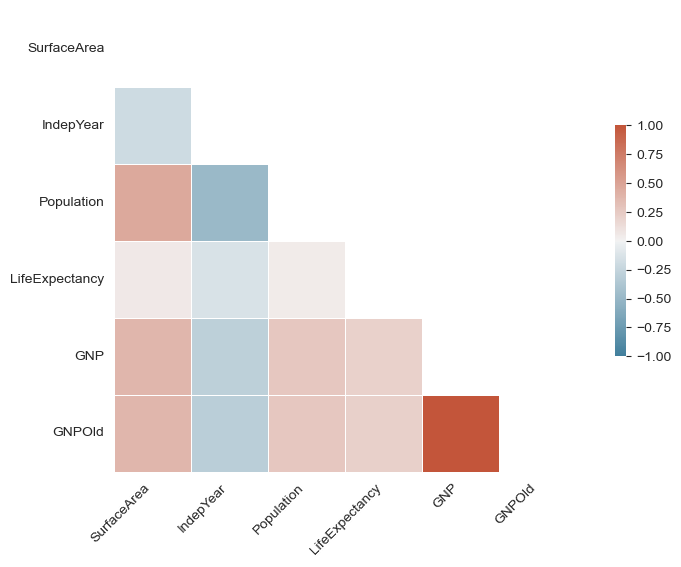 SurfaceArea
IndepYear
Population
LifeExpectancy
GNP
GNPOld
SurfaceArea
IndepYear
Population
LifeExpectancy
GNP
GNPOld
1.00
0.75
0.50
0.25
0.00
−0.25
−0.50
−0.75
−1.00